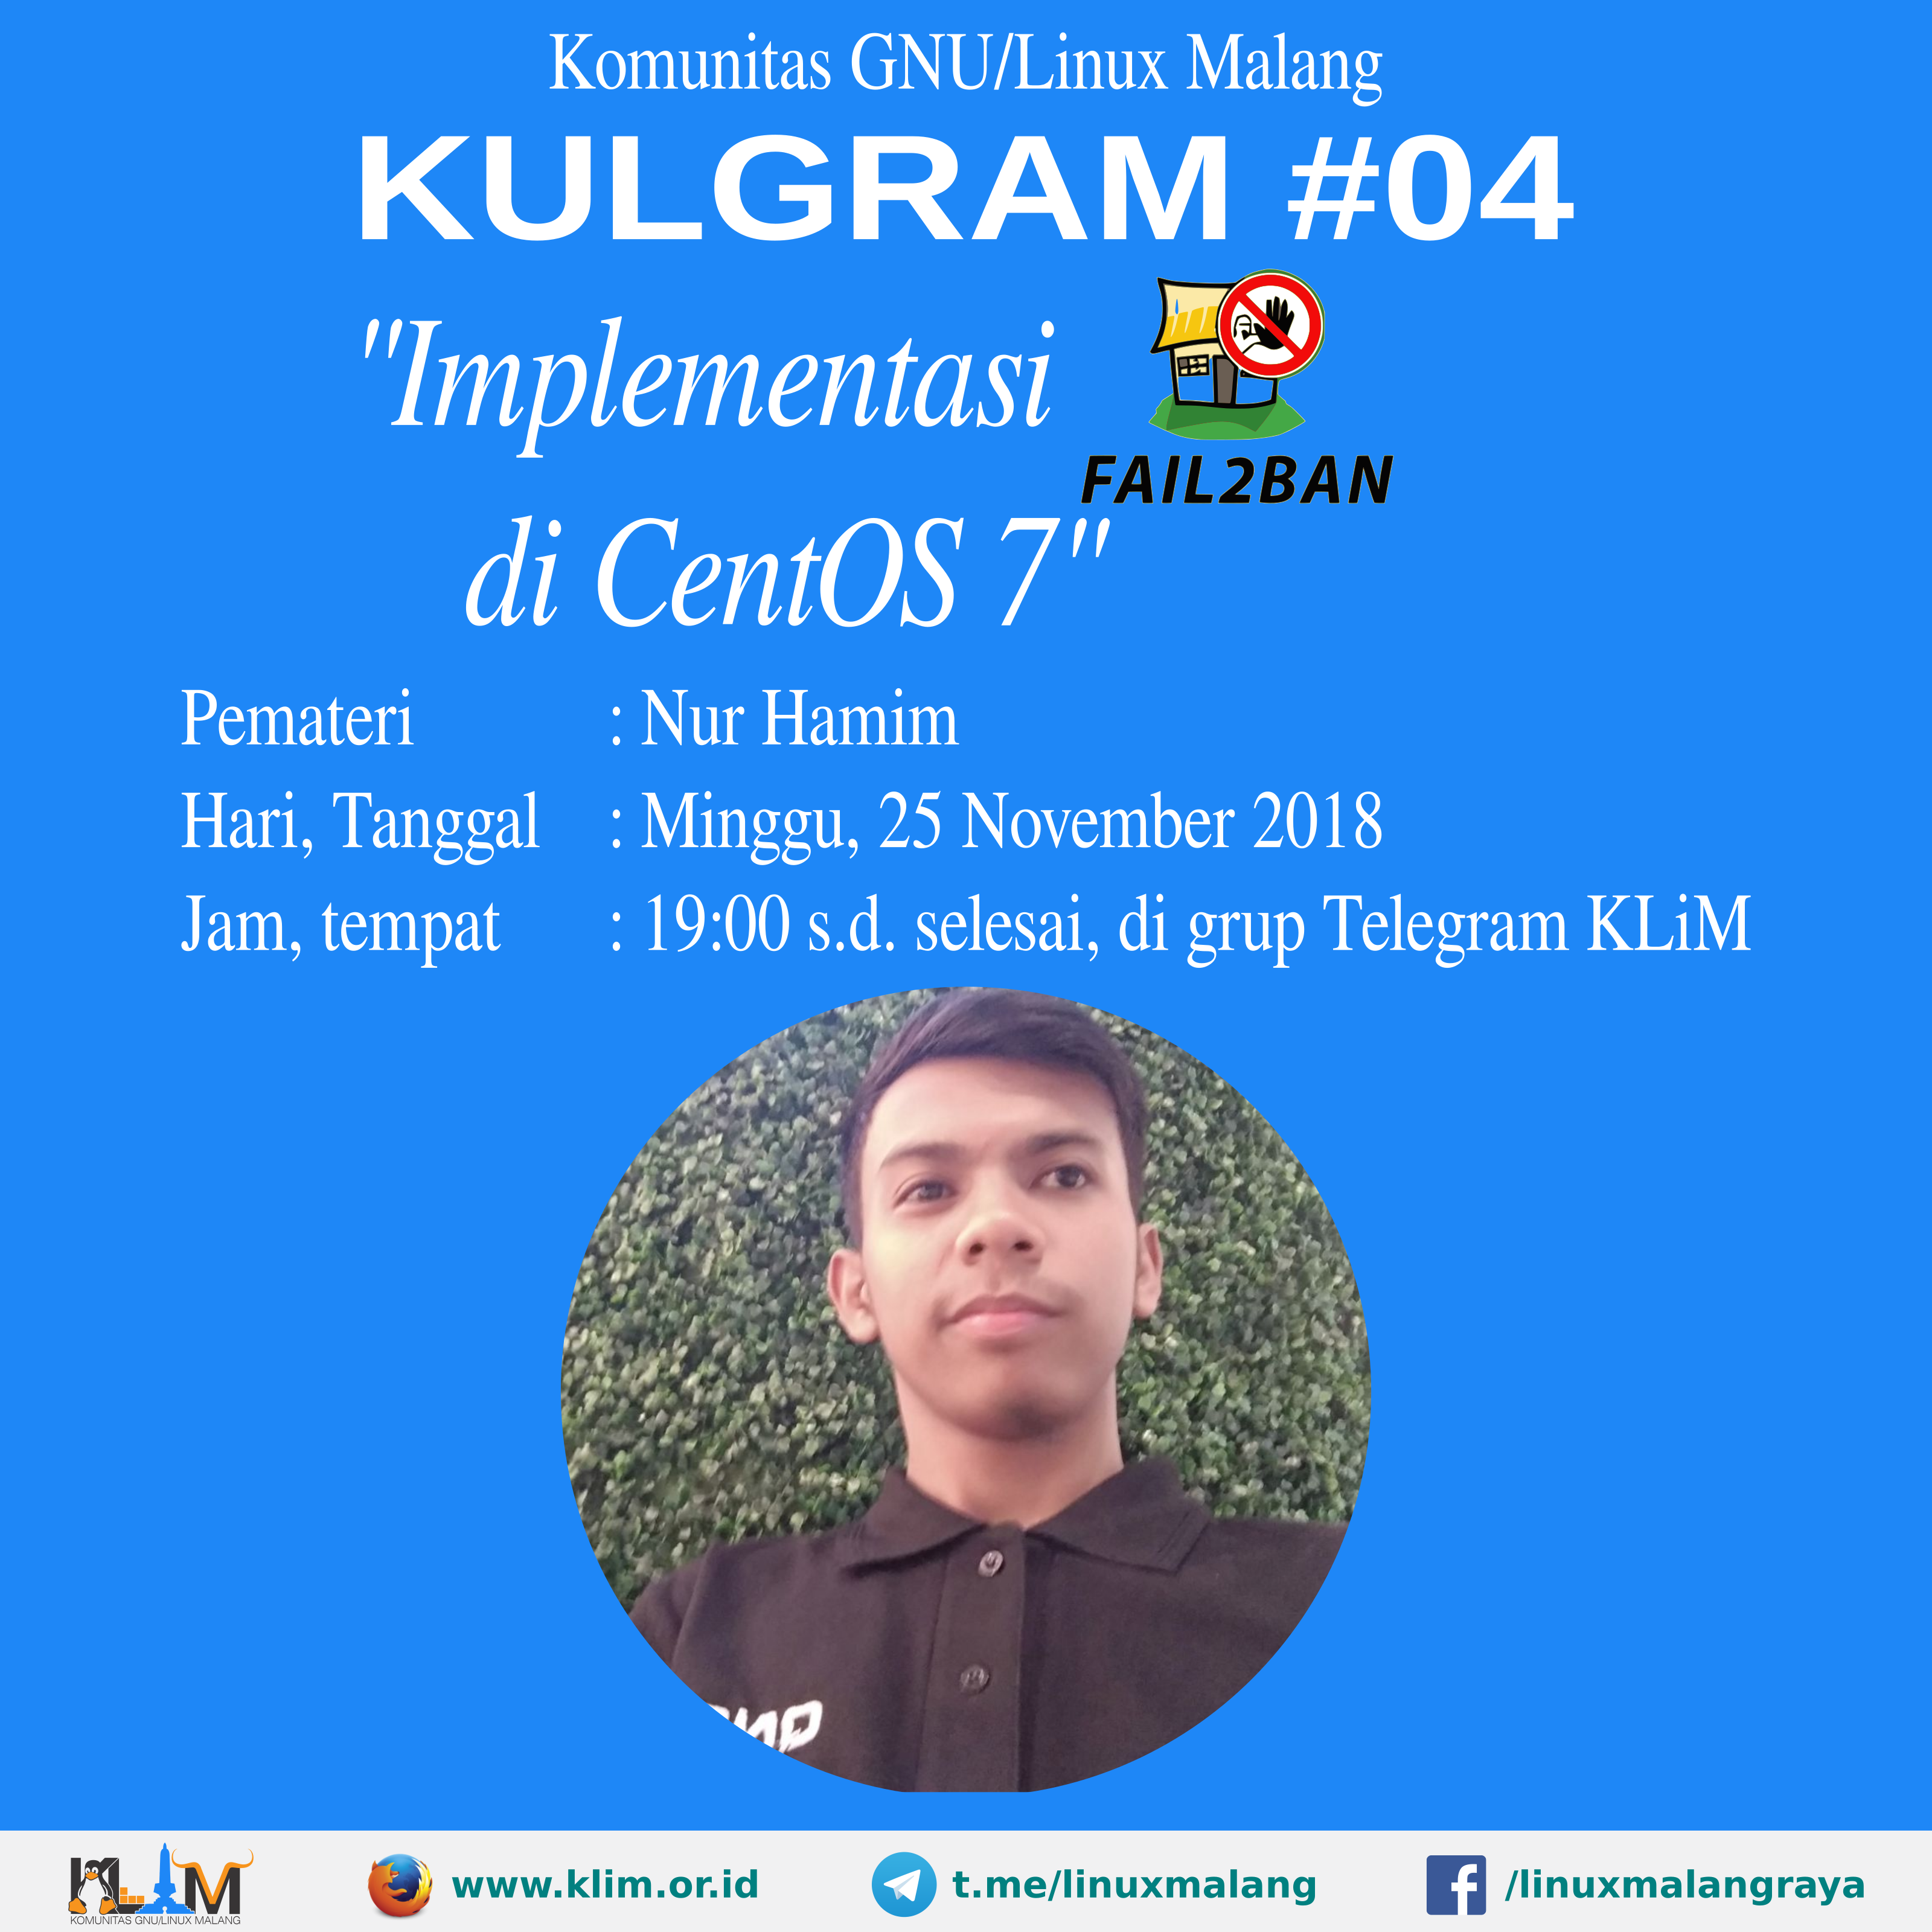 Komunitas GNU/Linux Malang
KULGRAM #04
"Implementasi
FAIL2BAN
di CentOS 7"
Pemateri : Nur Hamim
Hari, Tanggal : Minggu, 25 November 2018
Jam, tempat : 19:00 s.d. selesai, di grup Telegram KLiM
KLiM
KOMUNITAS GNU/LINUX MALANG
www.klim.or.id
t.me/linuxmalang
/linuxmalangraya